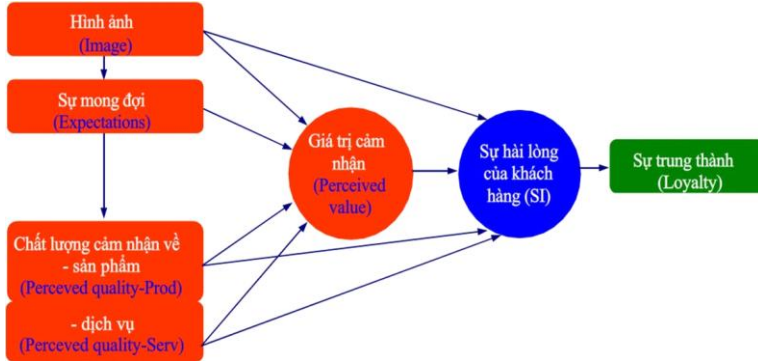 Hình ảnh
(Image)
Sự mong đợi
(Expectations)
Chất lượng cảm nhận về
- sản phẩm
(Perceved quality-Prod)
- dịch vụ
(Perceved quality-Serv)
Giá trị cảm
nhận
(Perceived
value)
Sự hài lòng
của khách
hàng (SI)
Sự trung thành
(Loyalty)